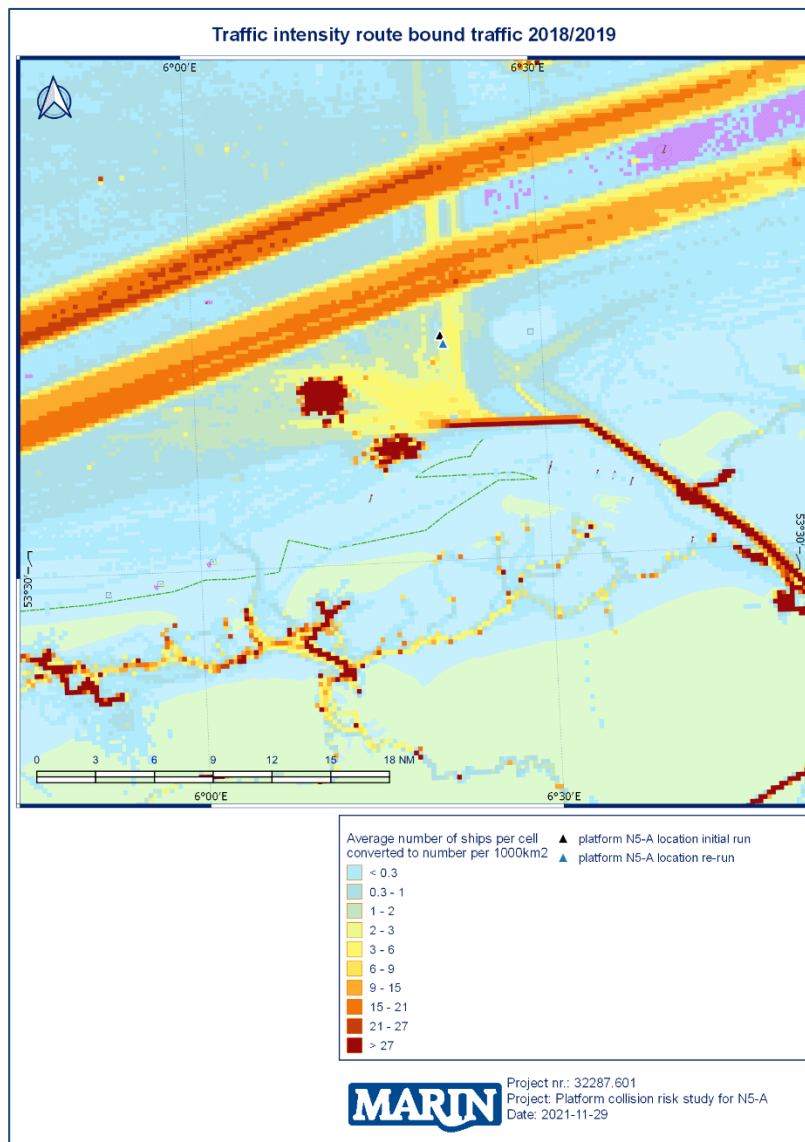 Traffic intensity route bound traffic 2018/2019
6°00'E
6°30'E
53°30'
53°30'
0 3 6 9 12 15 18 NM
6°00'E
6°30'E
Average number of ships per cell
converted to number per 1000km2
< 0.3
0.3 - 1
1 - 2
2 - 3
3 - 6
6 - 9
9 - 15
15 - 21
21 - 27
> 27
platform N5-A location initial run
platform N5-A location re-run
MARIN
Project nr.: 32287.601
Project: Platform collision risk study for N5-A
Date: 2021-11-29